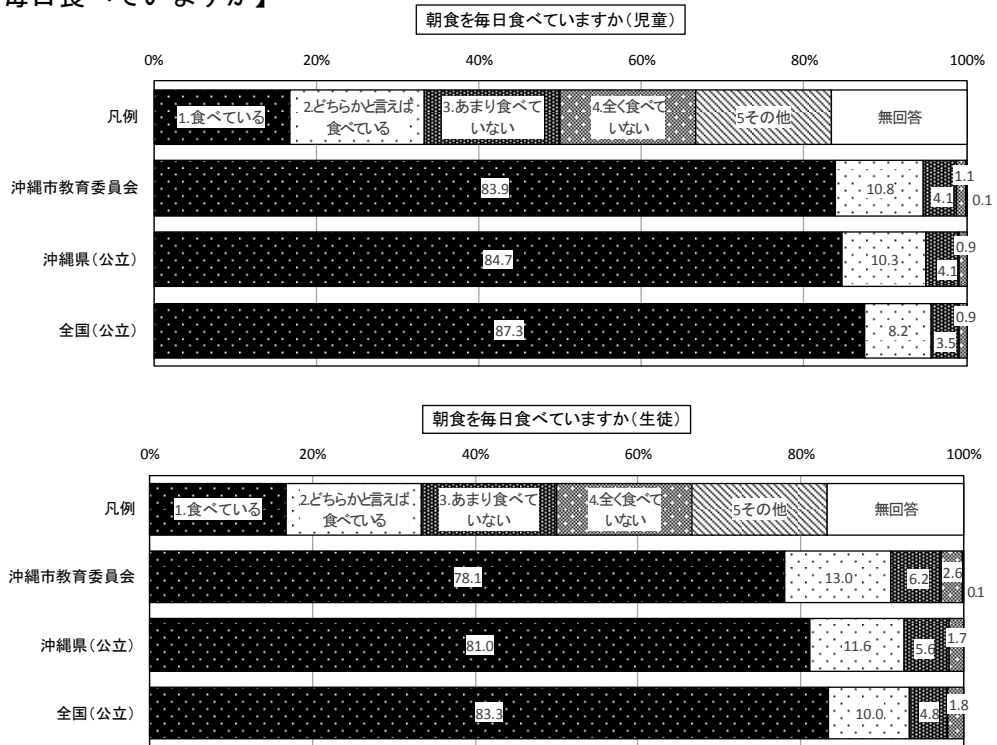 毎日食べていますか】
朝食を毎日食べていますか(児童)
0% 20% 40% 60% 80% 100%
凡例 1.食べている 2.どちらかと言えば食べている 3.あまり食べていない 4.全く食べていない 5その他 無回答
沖縄市教育委員会 83.9 10.8 4.1 1.1 0.1
沖縄県(公立) 84.7 10.3 4.1 0.9
全国(公立) 87.3 8.2 3.5 0.9
朝食を毎日食べていますか(生徒)
0% 20% 40% 60% 80% 100%
凡例 1.食べている 2.どちらかと言えば食べている 3.あまり食べていない 4.全く食べていない 5その他 無回答
沖縄市教育委員会 78.1 13.0 6.2 2.6 0.1
沖縄県(公立) 81.0 11.6 5.6 1.7
全国(公立) 83.3 10.0 4.8 1.8